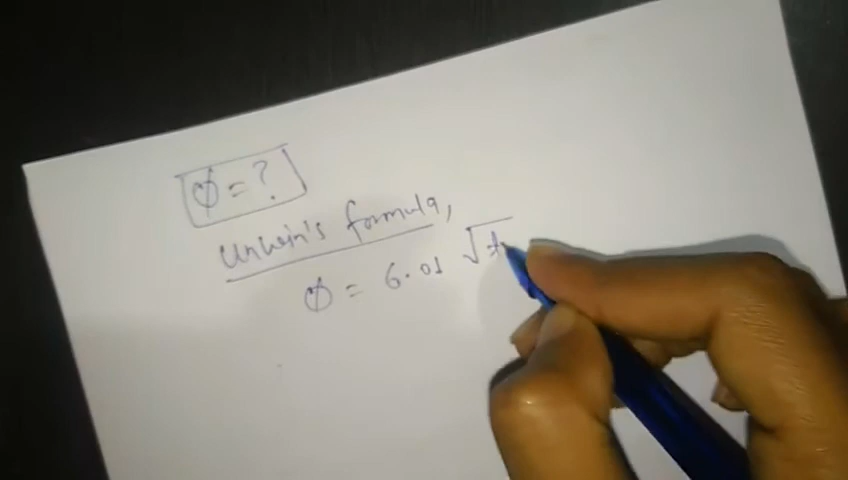 φ = ?
Unwin's formula,
φ = 6.01 √t